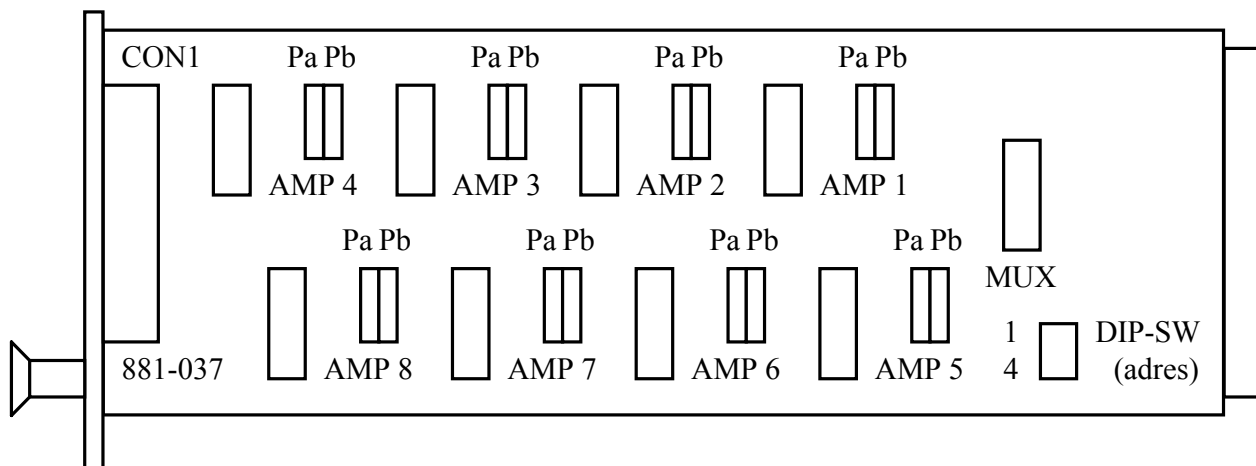 CON1 Pa Pb Pa Pb Pa Pb Pa Pb
AMP 4 AMP 3 AMP 2 AMP 1
Pa Pb Pa Pb Pa Pb Pa Pb
MUX
1 DIP-SW
881-037 AMP 8 AMP 7 AMP 6 AMP 5 4 (adres)